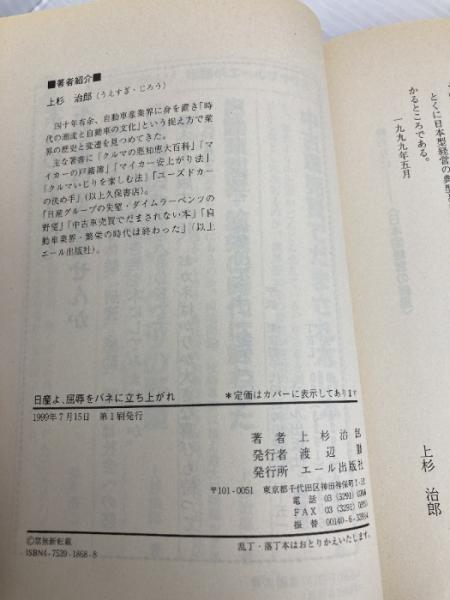 とくに日本型経営の典型
かるところである。
一九九九年五月
上杉 治郎
■著者紹介■
上杉 治郎(うえすぎ・じろう)
四十年有余、自動車産業界に身を置き「時
代の潮流と自動車の文化」という捉え方で業
界の歴史と変遷を見つめてきた。
主な著書に『クルマの悪知恵大百科』『マ
イカーの戸籍簿』『マイカー安上がり法』
『クルマいじりを楽しむ法』『ユーズドカー
の決め手』(以上久保書店)。
『日産グループの失望・ダイムラーベンツの
野望』『中古車売買でだまされない本』『自
動車業界・繁栄の時代は終わった』(以上
エール出版社)。
日産よ、屈辱をバネに立ち上がれ
*定価はカバーに表示してあります
1999年7月15日 第1刷発行
著者 上杉治郎
発行者 渡辺
発行所 エール出版社
〒101-0051 東京都千代田区神田神保町
電話 03(3291)
FAX 03(3291)
振替 00140-6-
©禁無断転載
乱丁・落丁本はおとりかえいたします。
ISBN4-7539-1868-8